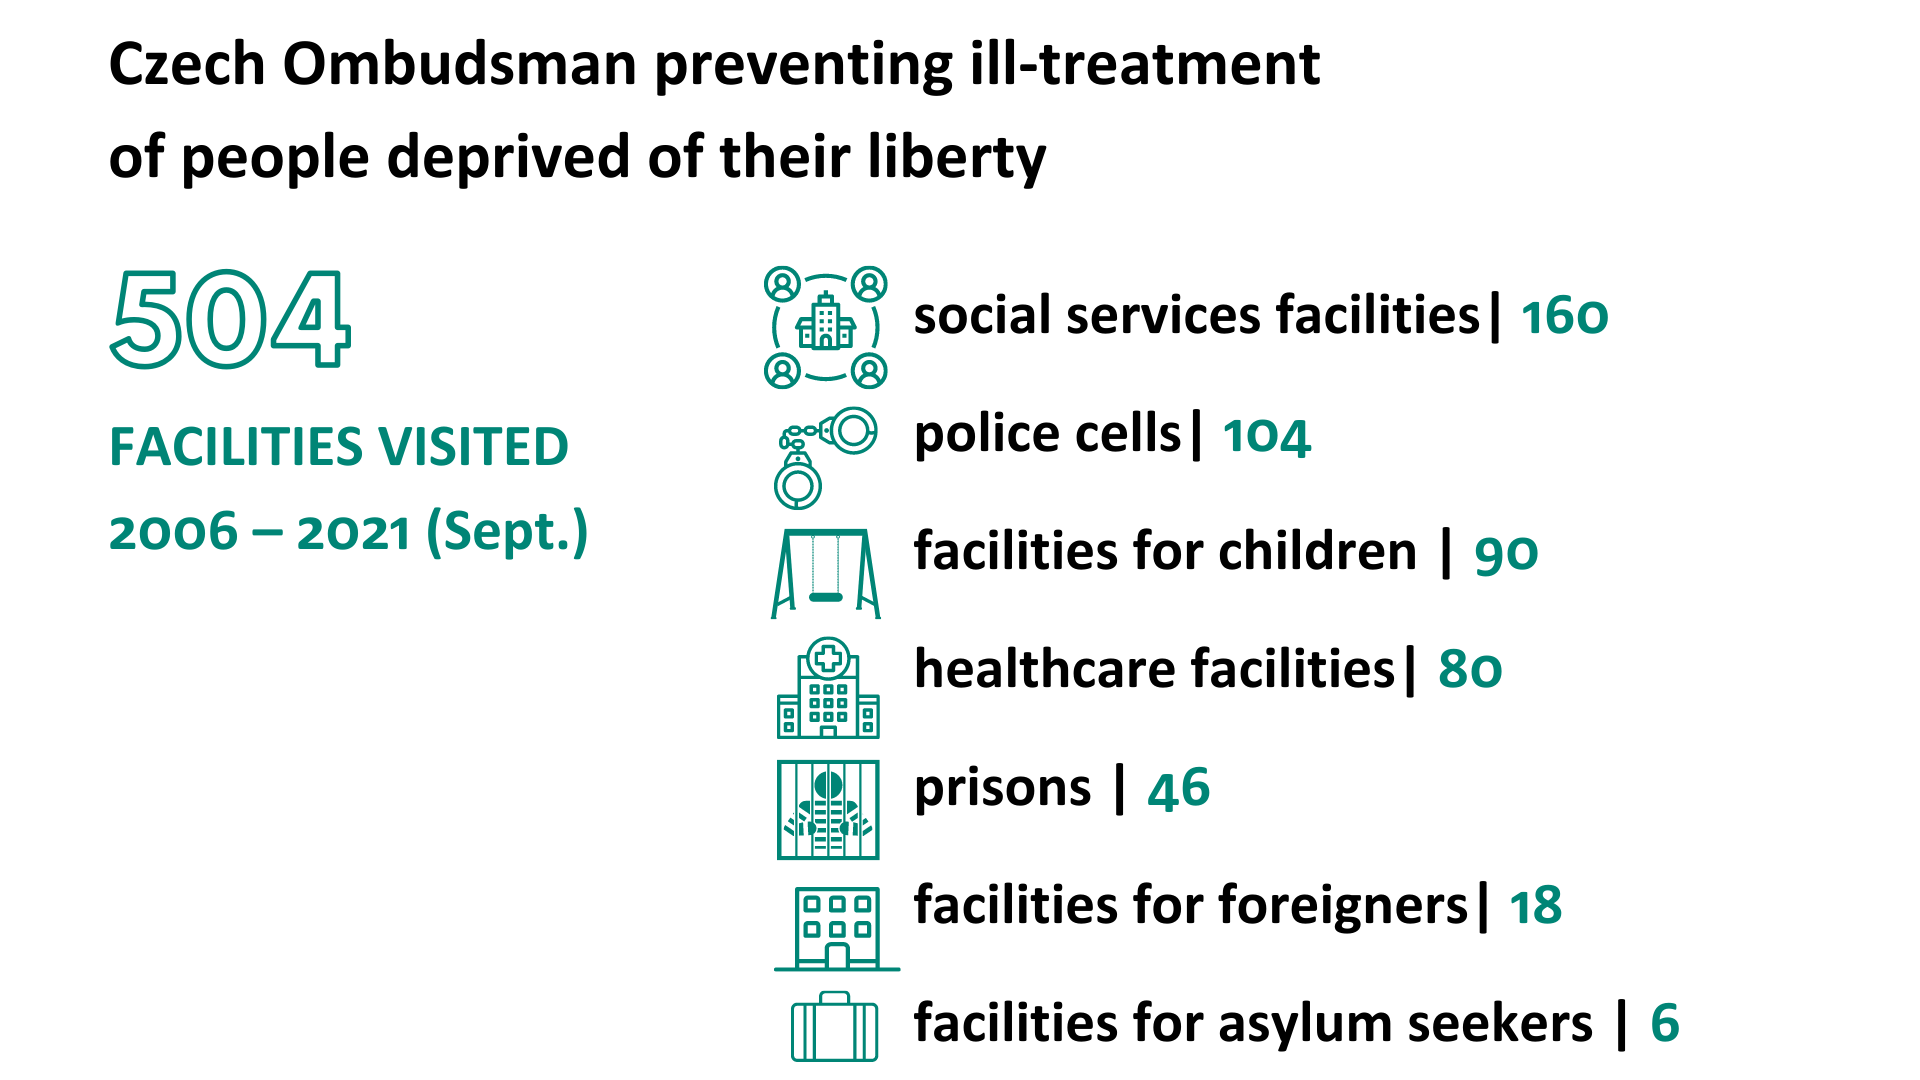 Czech Ombudsman preventing ill-treatment
of people deprived of their liberty
504
FACILITIES VISITED
2006 – 2021 (Sept.)
social services facilities| 160
police cells| 104
facilities for children | 90
healthcare facilities| 80
prisons | 46
facilities for foreigners| 18
facilities for asylum seekers | 6